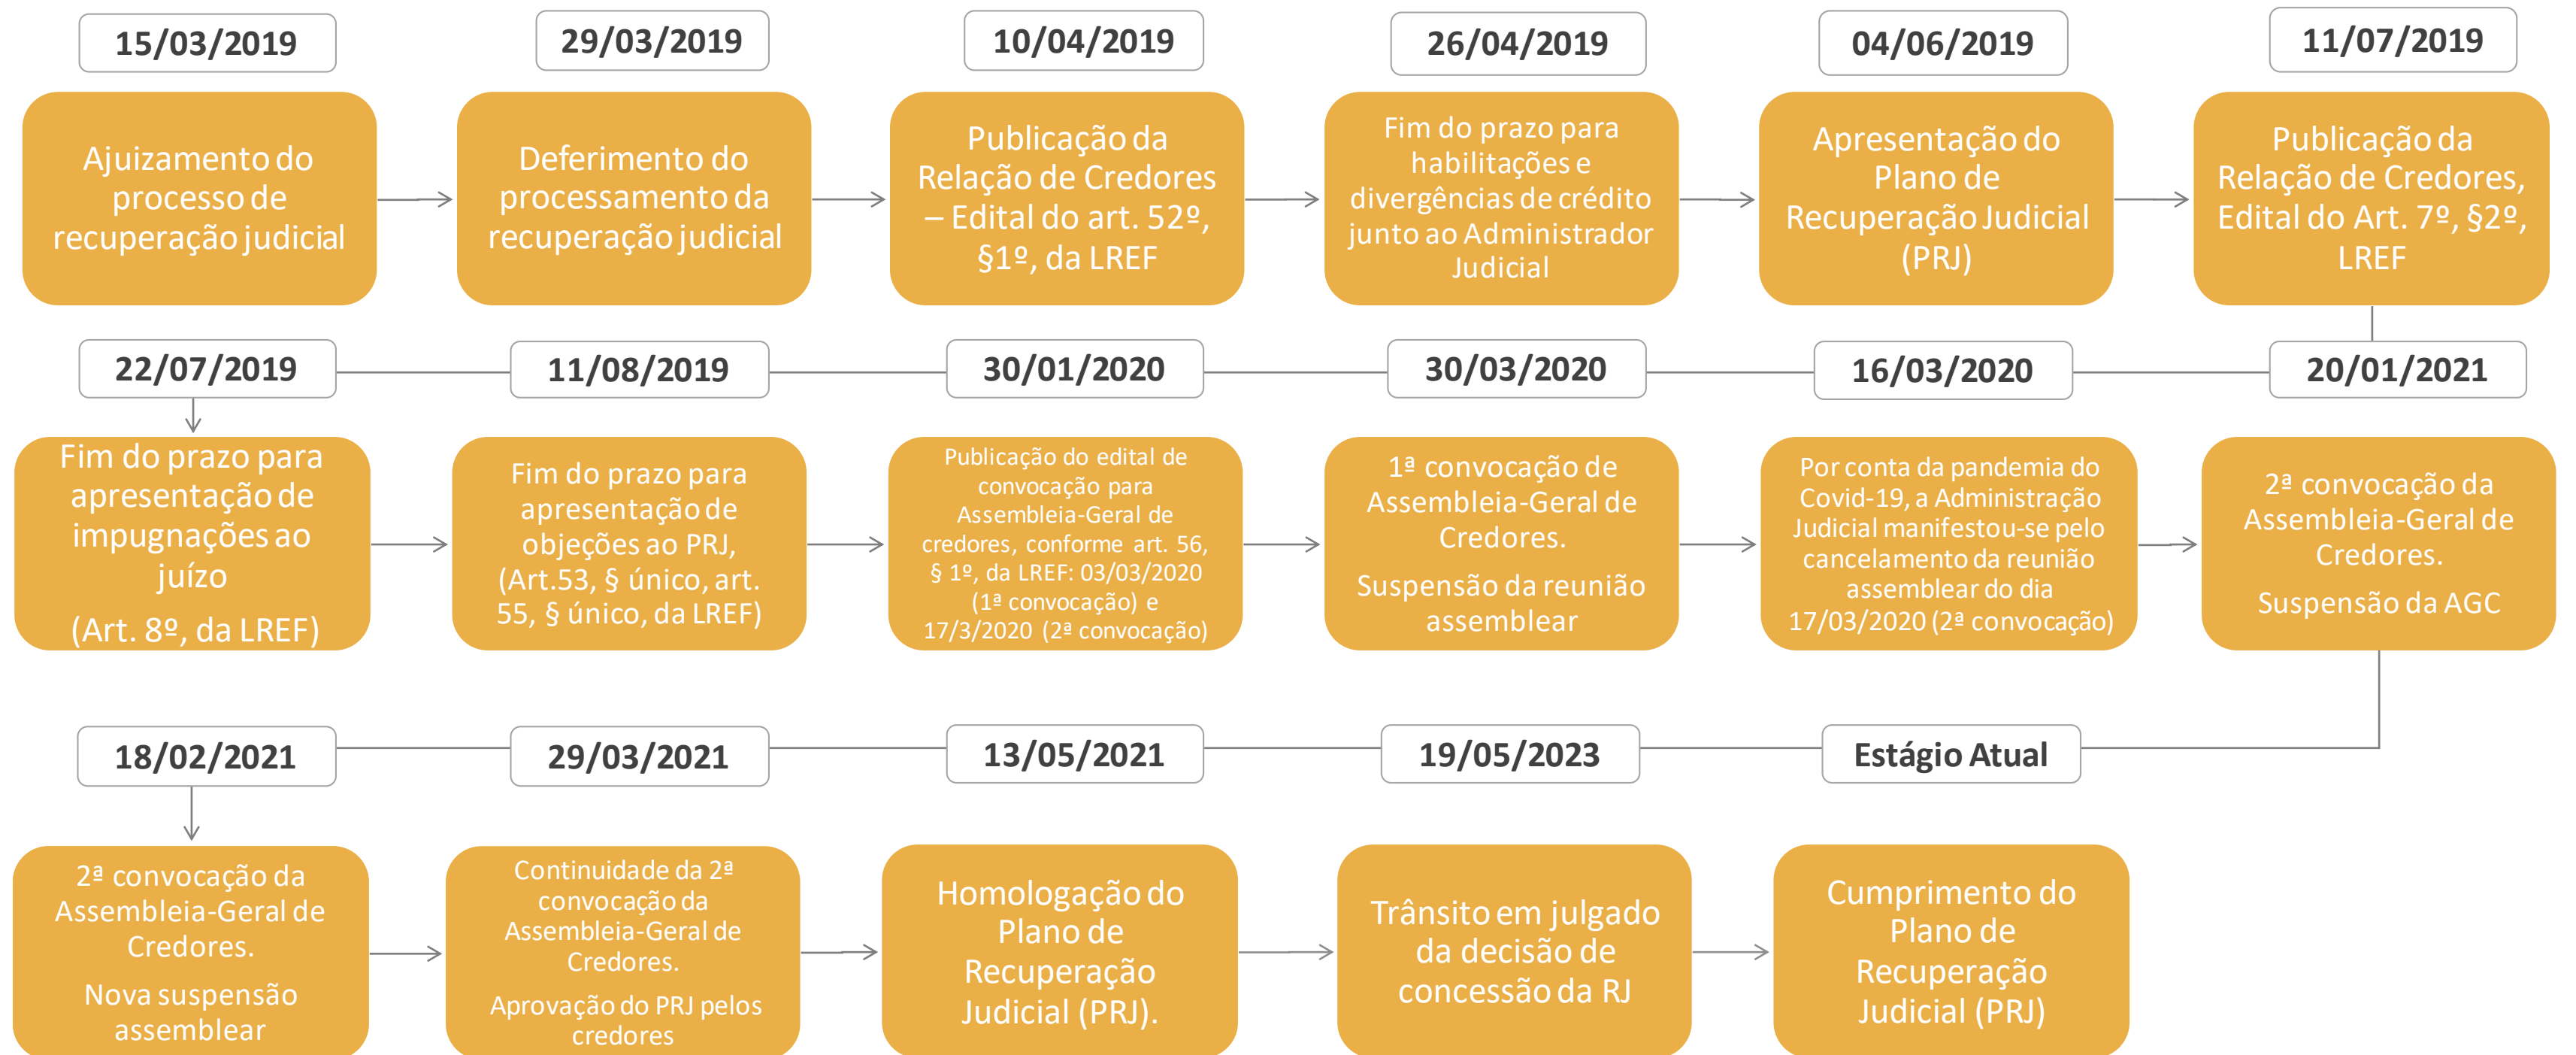 15/03/2019
Ajuizamento do
processo de
recuperação judicial
29/03/2019
Deferimento do
processamento da
recuperação judicial
10/04/2019
Publicação da
Relação de Credores
– Edital do art. 52º,
§1º, da LREF
26/04/2019
Fim do prazo para
habilitações e
divergências de crédito
junto ao Administrador
Judicial
04/06/2019
Apresentação do
Plano de
Recuperação Judicial
(PRJ)
11/07/2019
Publicação da
Relação de Credores,
Edital do Art. 7º, §2º,
LREF
22/07/2019
Fim do prazo para
apresentação de
impugnações ao
juízo
(Art. 8º, da LREF)
11/08/2019
Fim do prazo para
apresentação de
objeções ao PRJ,
(Art.53, § único, art.
55, § único, da LREF)
30/01/2020
Publicação do edital de
convocação para
Assembleia-Geral de
credores, conforme art. 56,
§ 1º, da LREF: 03/03/2020
(1ª convocação) e
17/3/2020 (2ª convocação)
30/03/2020
1ª convocação de
Assembleia-Geral de
Credores.
Suspensão da reunião
assemblear
16/03/2020
Por conta da pandemia do
Covid-19, a Administração
Judicial manifestou-se pelo
cancelamento da reunião
assemblear do dia
17/03/2020 (2ª convocação)
20/01/2021
2ª convocação da
Assembleia-Geral de
Credores.
Suspensão da AGC
18/02/2021
2ª convocação da
Assembleia-Geral de
Credores.
Nova suspensão
assemblear
29/03/2021
Continuidade da 2ª
convocação da
Assembleia-Geral de
Credores.
Aprovação do PRJ pelos
credores
13/05/2021
Homologação do
Plano de
Recuperação
Judicial (PRJ).
19/05/2023
Trânsito em julgado
da decisão de
concessão da RJ
Estágio Atual
Cumprimento do
Plano de
Recuperação
Judicial (PRJ)